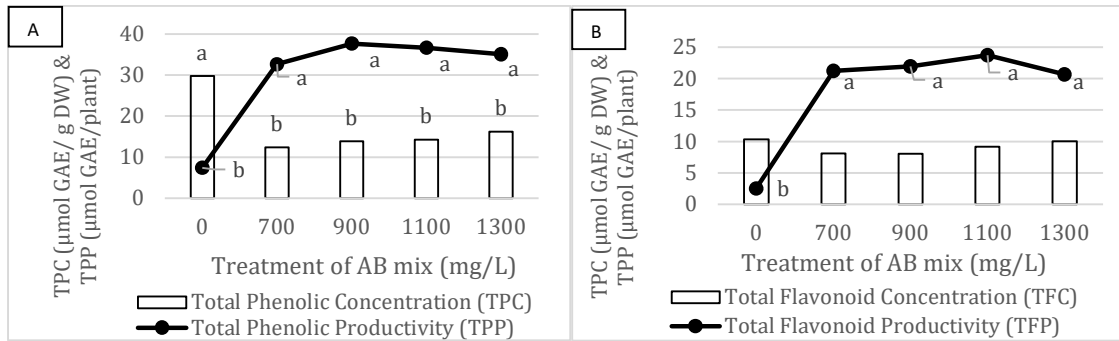 A
TPC (µmol GAE/ g DW) &
TPP (µmol GAE/plant)
40
30
20
10
0
a
b
b
b
b
b
a
a
a
a
0 700 900 1100 1300
Treatment of AB mix (mg/L)
Total Phenolic Concentration (TPC)
Total Phenolic Productivity (TPP)
B
TPC (µmol GAE/ g DW) &
TPP (µmol GAE/plant)
25
20
15
10
5
0
b
a
a
a
a
0 700 900 1100 1300
Treatment of AB mix (mg/L)
Total Flavonoid Concentration (TFC)
Total Flavonoid Productivity (TFP)